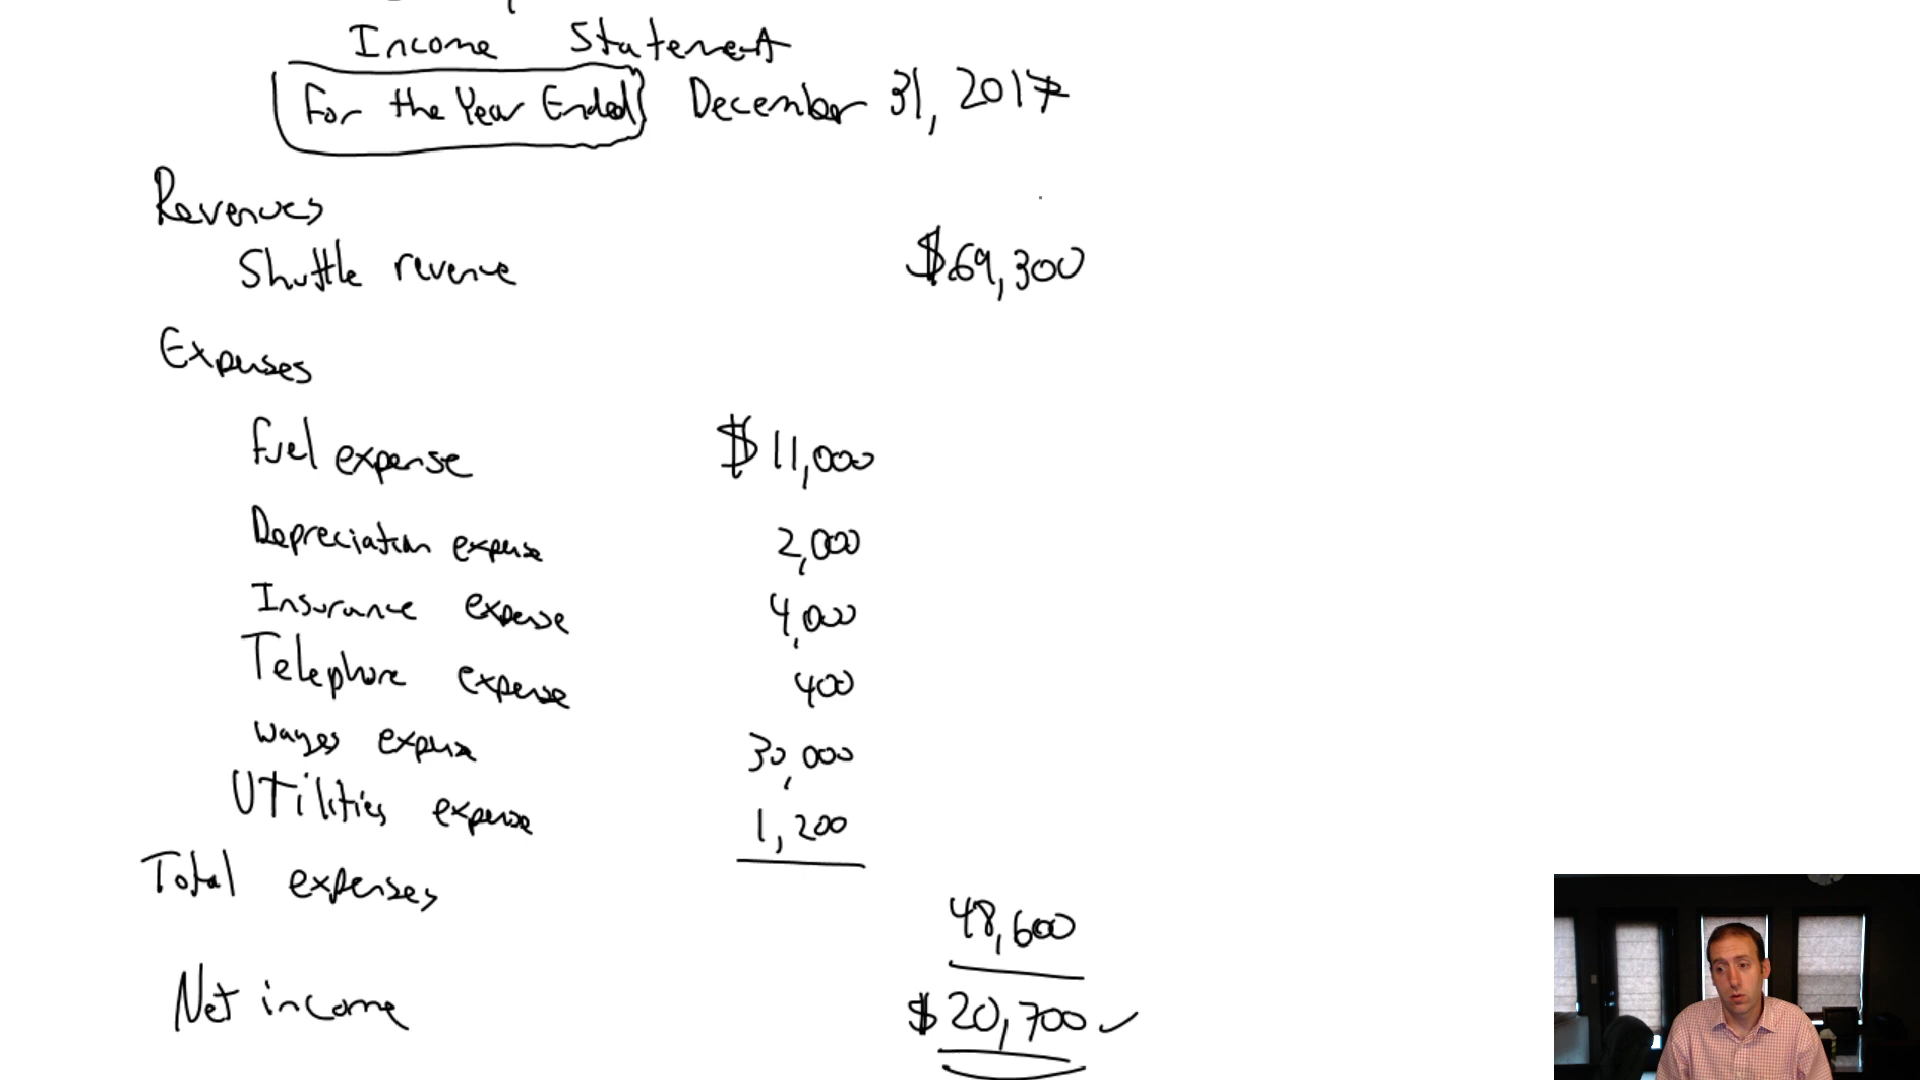 Income Statement
For the Year Ended December 31, 2017
Revenues
Shuttle revenue $69,300
Expenses
Fuel expense $11,000
Depreciation expense 2,000
Insurance expense 4,000
Telephone expense 400
Wages expense 30,000
Utilities expense 1,200
Total expenses
48,600
Net income $20,700